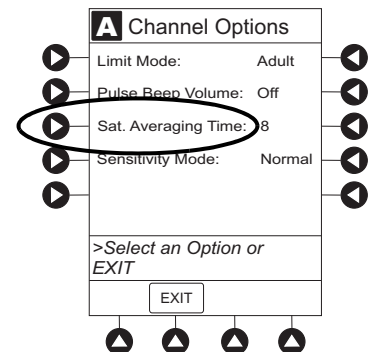 A Channel Options
Limit Mode: Adult
Pulse Beep Volume: Off
Sat. Averaging Time: 8
Sensitivity Mode: Normal
>Select an Option or
EXIT
EXIT